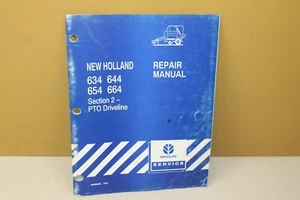 NEW HOLLAND
634 644
654 664
Section 2 –
PTO Driveline
REPAIR
MANUAL
SERVICE